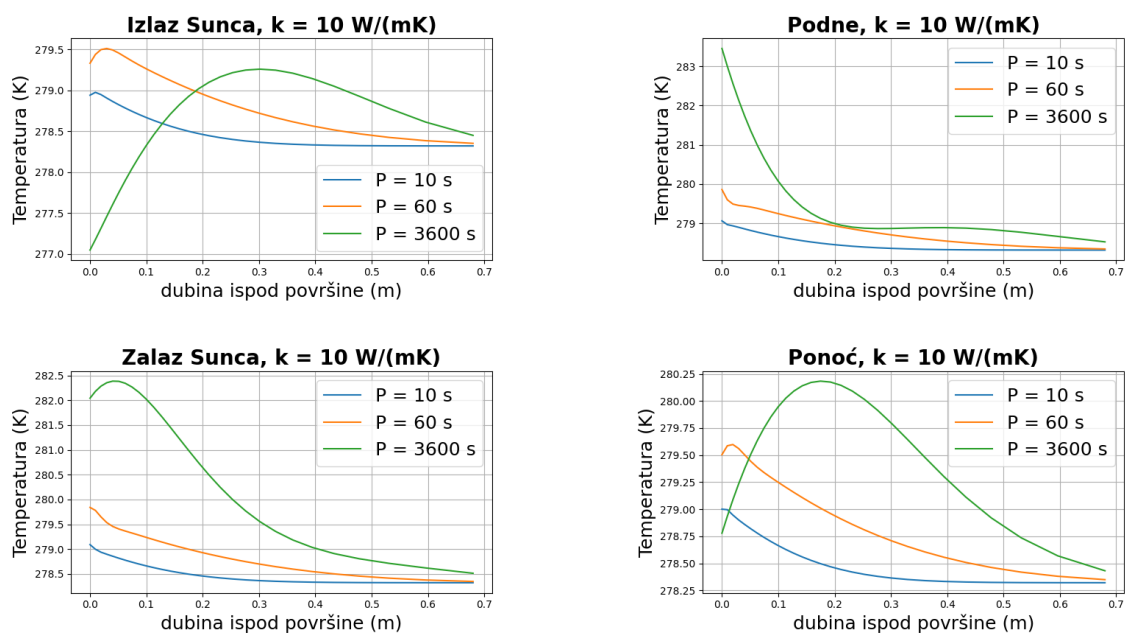 Izlaz Sunca, k = 10 W/(mK)
Temperatura (K)
279.5
279.0
278.5
278.0
277.5
277.0
P = 10 s
P = 60 s
P = 3600 s
0.0 0.1 0.2 0.3 0.4 0.5 0.6 0.7
dubina ispod površine (m)
Podne, k = 10 W/(mK)
Temperatura (K)
283
282
281
280
279
P = 10 s
P = 60 s
P = 3600 s
0.0 0.1 0.2 0.3 0.4 0.5 0.6 0.7
dubina ispod površine (m)
Zalaz Sunca, k = 10 W/(mK)
Temperatura (K)
282.5
282.0
281.5
281.0
280.5
280.0
279.5
279.0
278.5
P = 10 s
P = 60 s
P = 3600 s
0.0 0.1 0.2 0.3 0.4 0.5 0.6 0.7
dubina ispod površine (m)
Ponoć, k = 10 W/(mK)
Temperatura (K)
280.25
280.00
279.75
279.50
279.25
279.00
278.75
278.50
278.25
P = 10 s
P = 60 s
P = 3600 s
0.0 0.1 0.2 0.3 0.4 0.5 0.6 0.7
dubina ispod površine (m)